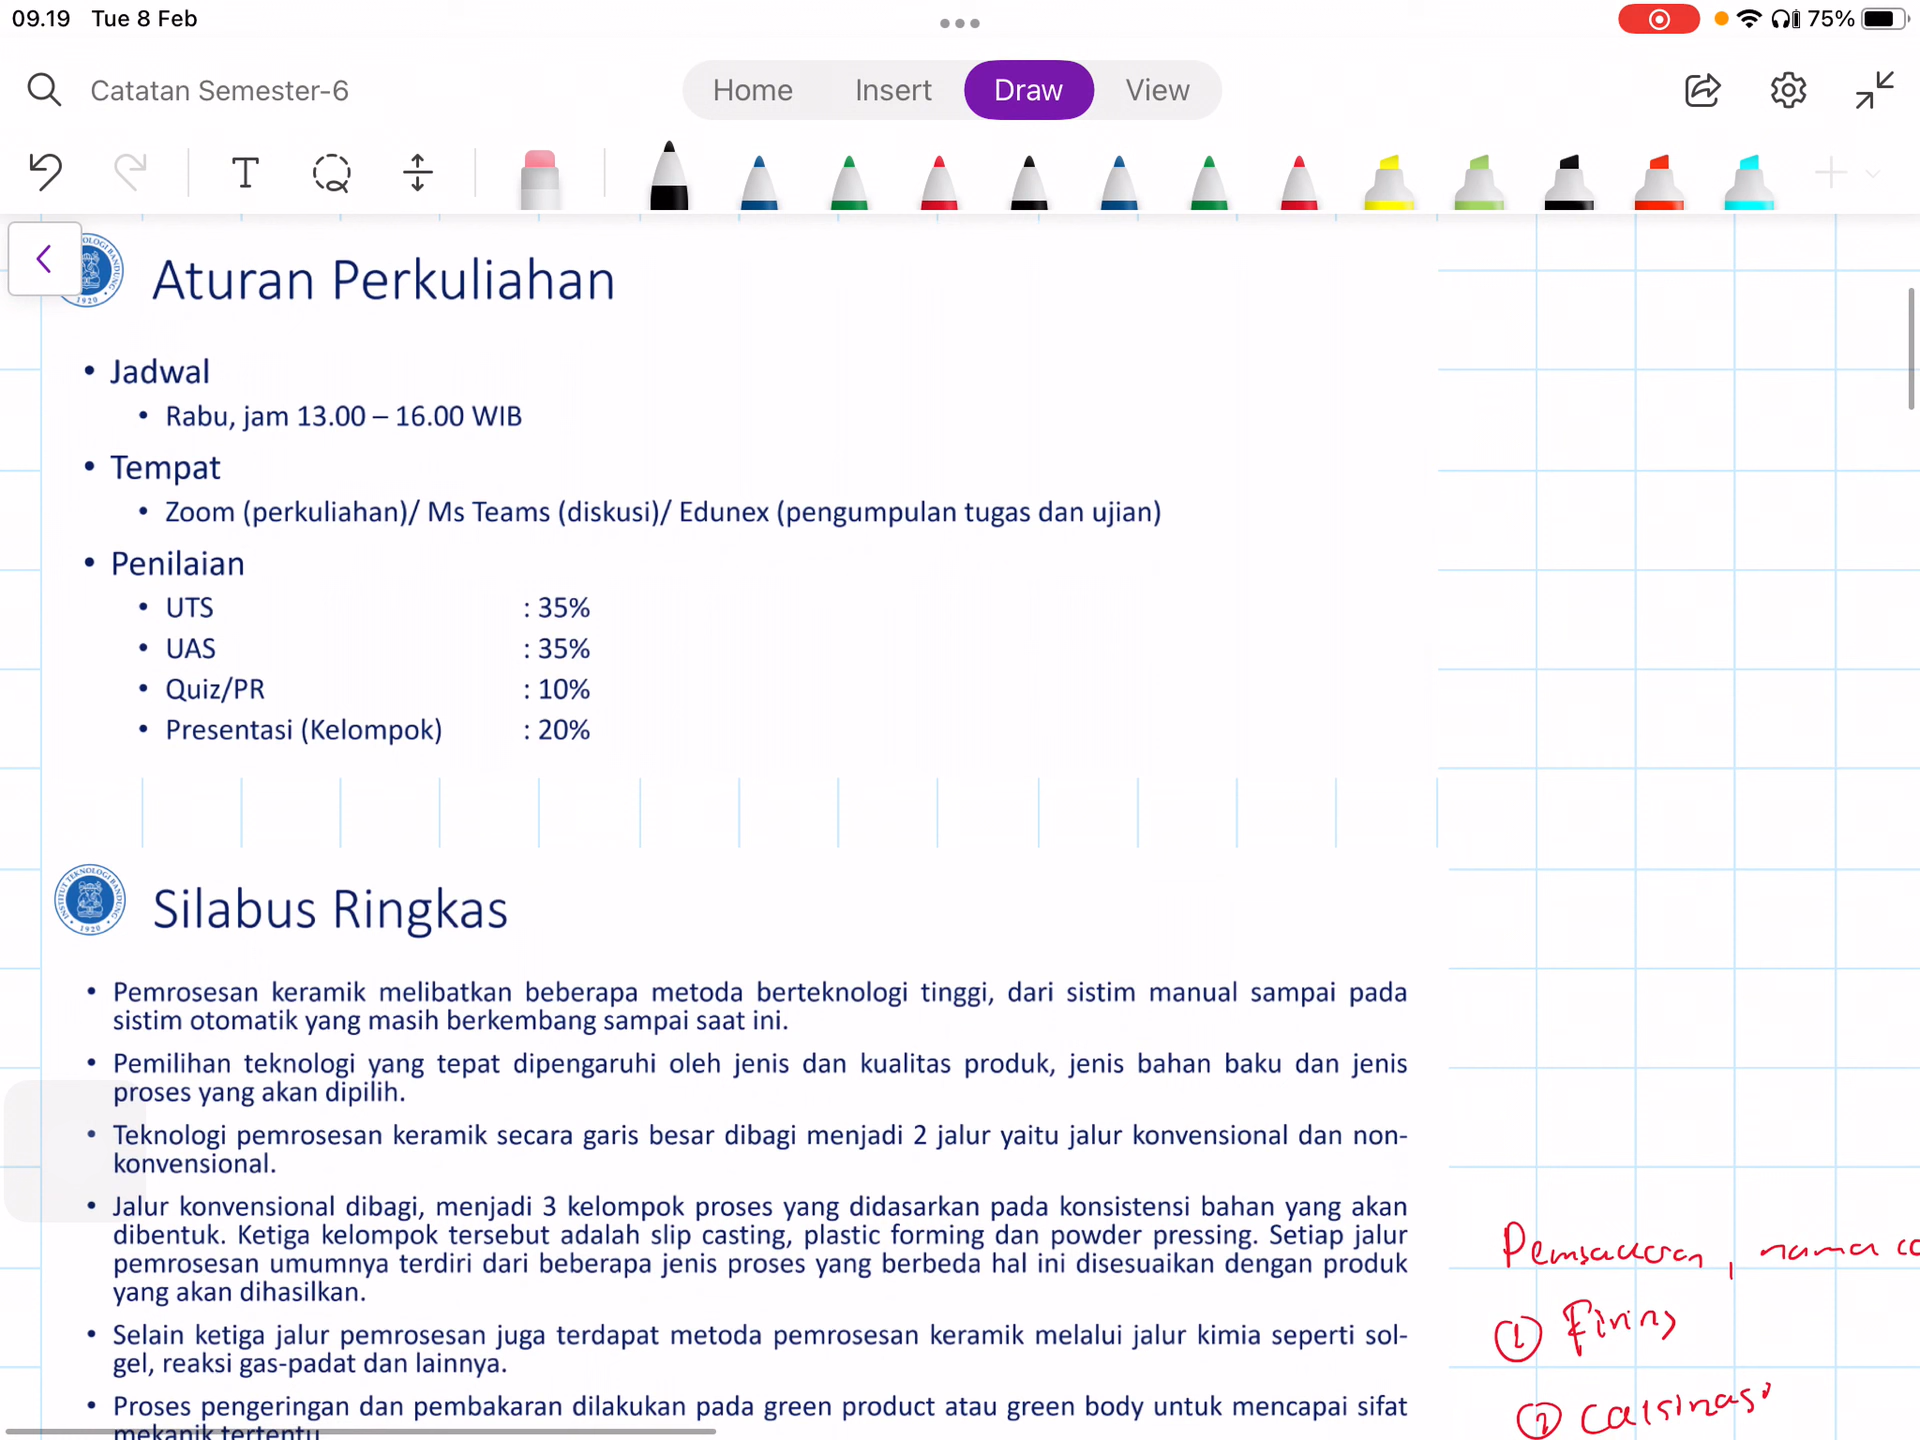 09.19 Tue 8 Feb
75%
Catatan Semester-6
Home Insert Draw View
T
Aturan Perkuliahan
• Jadwal
• Rabu, jam 13.00 – 16.00 WIB
• Tempat
• Zoom (perkuliahan)/ Ms Teams (diskusi)/ Edunex (pengumpulan tugas dan ujian)
• Penilaian
• UTS : 35%
• UAS : 35%
• Quiz/PR : 10%
• Presentasi (Kelompok) : 20%
INSTITUT TEKNOLOGI BANDUNG
1920
Silabus Ringkas
• Pemrosesan keramik melibatkan beberapa metoda berteknologi tinggi, dari sistim manual sampai pada
sistim otomatik yang masih berkembang sampai saat ini.
• Pemilihan teknologi yang tepat dipengaruhi oleh jenis dan kualitas produk, jenis bahan baku dan jenis
proses yang akan dipilih.
• Teknologi pemrosesan keramik secara garis besar dibagi menjadi 2 jalur yaitu jalur konvensional dan non-
konvensional.
• Jalur konvensional dibagi, menjadi 3 kelompok proses yang didasarkan pada konsistensi bahan yang akan
dibentuk. Ketiga kelompok tersebut adalah slip casting, plastic forming dan powder pressing. Setiap jalur
pemrosesan umumnya terdiri dari beberapa jenis proses yang berbeda hal ini disesuaikan dengan produk
yang akan dihasilkan.
• Selain ketiga jalur pemrosesan juga terdapat metoda pemrosesan keramik melalui jalur kimia seperti sol-
gel, reaksi gas-padat dan lainnya.
• Proses pengeringan dan pembakaran dilakukan pada green product atau green body untuk mencapai sifat
mekanik tertentu
, nama
① Firing
② Calsinasi